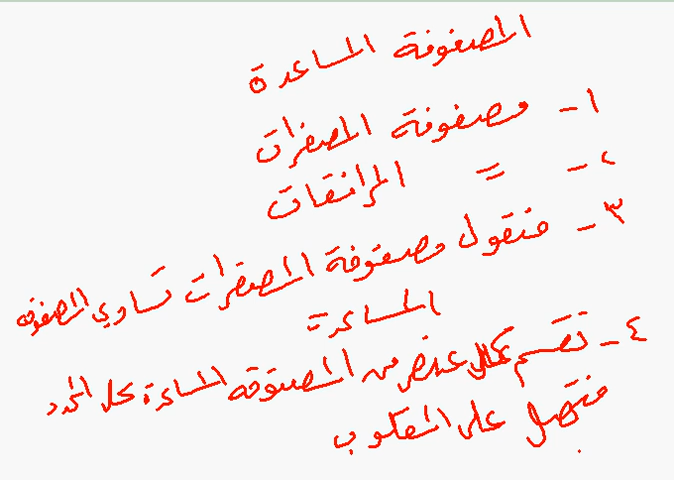 المصفوفة المساعدة
١- مصفوفة المصغرات
٢- = المرافقات
٣- منقول مصفوفة المصغرات تساوي المصفوفة
المساعدة
٤- نقسم كل عنصر من المصفوفة المساعدة على المحدد
فنحصل على المقلوب